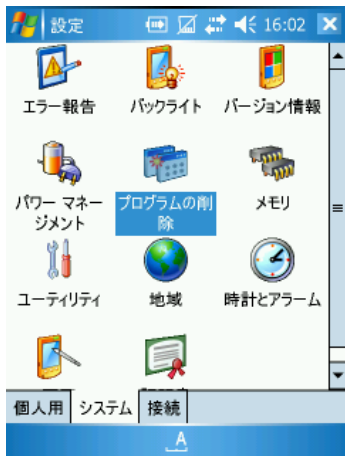 設定
16:02
エラー報告
バックライト
バージョン情報
パワー マネー
ジメント
プログラムの削
除
メモリ
ユーティリティ
地域
時計とアラーム
個人用
システム
接続
A